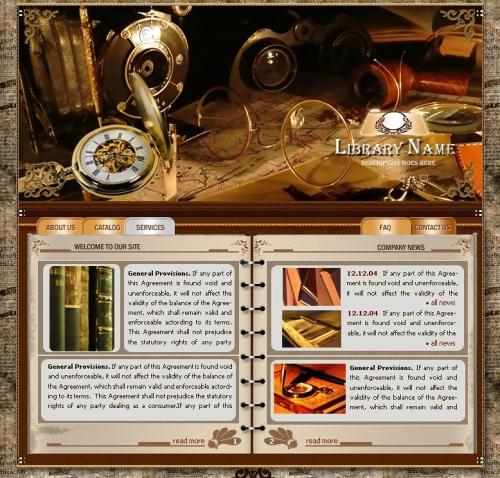 LIBRARY NAME
DESCRIPTION GOES HERE
ABOUT US
CATALOG
SERVICES
FAQ
CONTACT US
WELCOME TO OUR SITE
General Provisions. If any part of
this Agreement is found void and
unenforceable, it will not affect the
validity of the balance of the Agree-
ment, which shall remain valid and
enforceable according to its terms.
This Agreement shall not prejudice
the statutory rights of any party
General Provisions. If any part of this Agreement is found void
and unenforceable, it will not affect the validity of the balance of
the Agreement, which shall remain valid and enforceable accord-
ing to its terms. This Agreement shall not prejudice the statutory
rights of any party dealing as a consumer.If any part of this
read more
1
COMPANY NEWS
12.12.04 If any part of this Agree-
ment is found void and unenforceable,
it will not affect the validity of the
• all news
12.12.04 If any part of this Agree-
ment is found void and unenforce-
able, it will not affect the validity of the
• all news
General Provisions. If any part of
this Agreement is found void and
unenforceable, it will not affect the
validity of the balance of the Agree-
ment, which shall remain valid and
2
read more